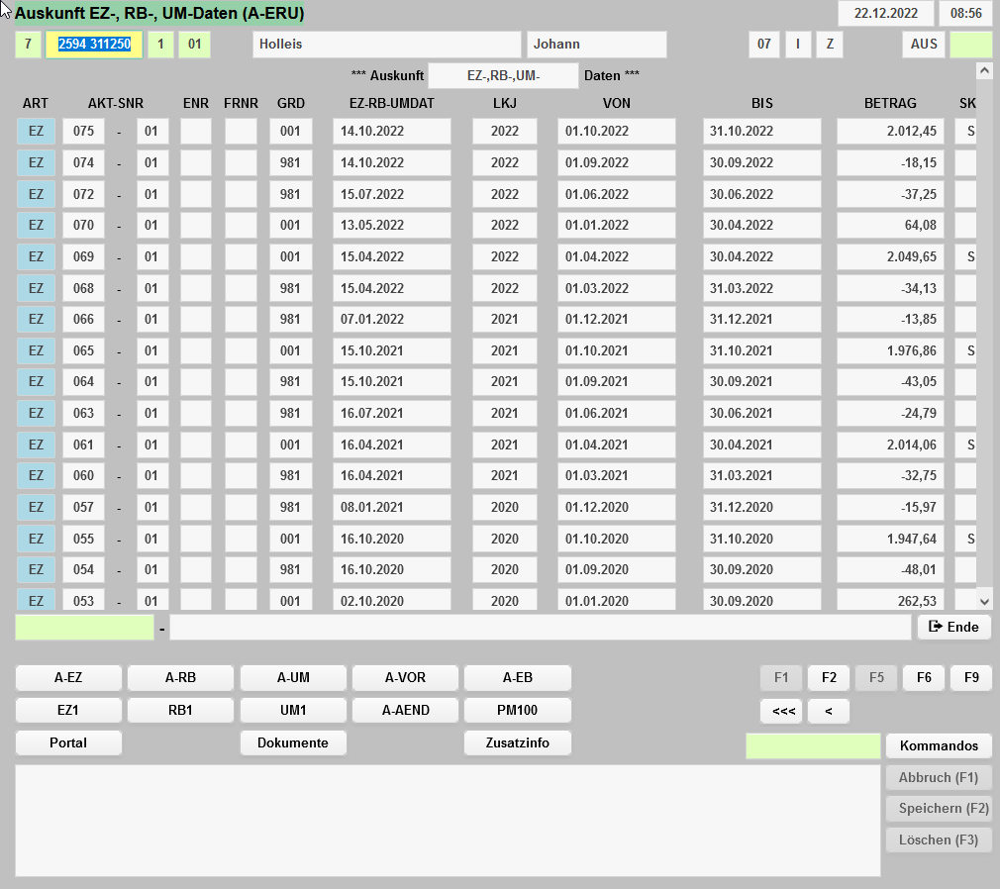 Auskunft EZ-, RB-, UM-Daten (A-ERU) 22.12.2022 08:56
7 2594 311250 1 01 Holleis Johann 07 I Z AUS
*** Auskunft EZ-,RB-,UM- Daten ***
ART AKT-SNR ENR FRNR GRD EZ-RB-UMDAT LKJ VON BIS BETRAG SK
EZ 075 - 01 001 14.10.2022 2022 01.10.2022 31.10.2022 2.012,45 S
EZ 074 - 01 981 14.10.2022 2022 01.09.2022 30.09.2022 -18,15
EZ 072 - 01 981 15.07.2022 2022 01.06.2022 30.06.2022 -37,25
EZ 070 - 01 001 13.05.2022 2022 01.01.2022 30.04.2022 64,08
EZ 069 - 01 001 15.04.2022 2022 01.04.2022 30.04.2022 2.049,65 S
EZ 068 - 01 981 15.04.2022 2022 01.03.2022 31.03.2022 -34,13
EZ 066 - 01 981 07.01.2022 2021 01.12.2021 31.12.2021 -13,85
EZ 065 - 01 001 15.10.2021 2021 01.10.2021 31.10.2021 1.976,86 S
EZ 064 - 01 981 15.10.2021 2021 01.09.2021 30.09.2021 -43,05
EZ 063 - 01 981 16.07.2021 2021 01.06.2021 30.06.2021 -24,79
EZ 061 - 01 001 16.04.2021 2021 01.04.2021 30.04.2021 2.014,06 S
EZ 060 - 01 981 16.04.2021 2021 01.03.2021 31.03.2021 -32,75
EZ 057 - 01 981 08.01.2021 2020 01.12.2020 31.12.2020 -15,97
EZ 055 - 01 001 16.10.2020 2020 01.10.2020 31.10.2020 1.947,64 S
EZ 054 - 01 981 16.10.2020 2020 01.09.2020 30.09.2020 -48,01
EZ 053 - 01 001 02.10.2020 2020 01.01.2020 30.09.2020 262,53
- Ende
A-EZ A-RB A-UM A-VOR A-EB F1 F2 F5 F6 F9
EZ1 RB1 UM1 A-AEND PM100 <<< <
Portal Dokumente Zusatzinfo Kommandos
Abbruch (F1)
Speichern (F2)
Löschen (F3)